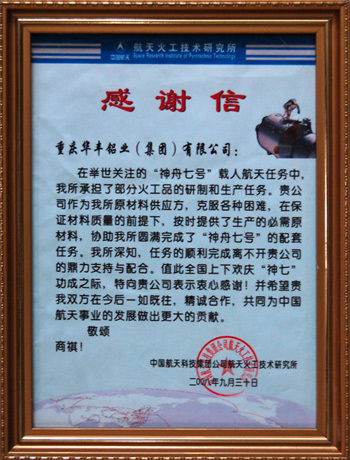 中国航天
航天火工技术研究所
Space Research Institute of Pyrotechnical Technology
感谢信
重庆华丰铝业（集团）有限公司：
在举世关注的“神舟七号”载人航天任务中，
我所承担了部分火工品的研制和生产任务。贵公
司作为我所原材料供应方，克服各种困难，在保
证材料质量的前提下，按时提供了生产的必需原
材料，协助我所圆满完成了“神舟七号”的配套
任务。我所深知，任务的顺利完成离不开贵公司
的鼎力支持与配合。值此全国上下欢庆“神七”
功成之际，特向贵公司表示衷心感谢！并希望贵
我双方在今后一如既往，精诚合作，共同为中国
航天事业的发展做出更大的贡献。
敬颂
商祺！
中国航天科技集团公司航天火工技术研究所
二00八年九月三十日